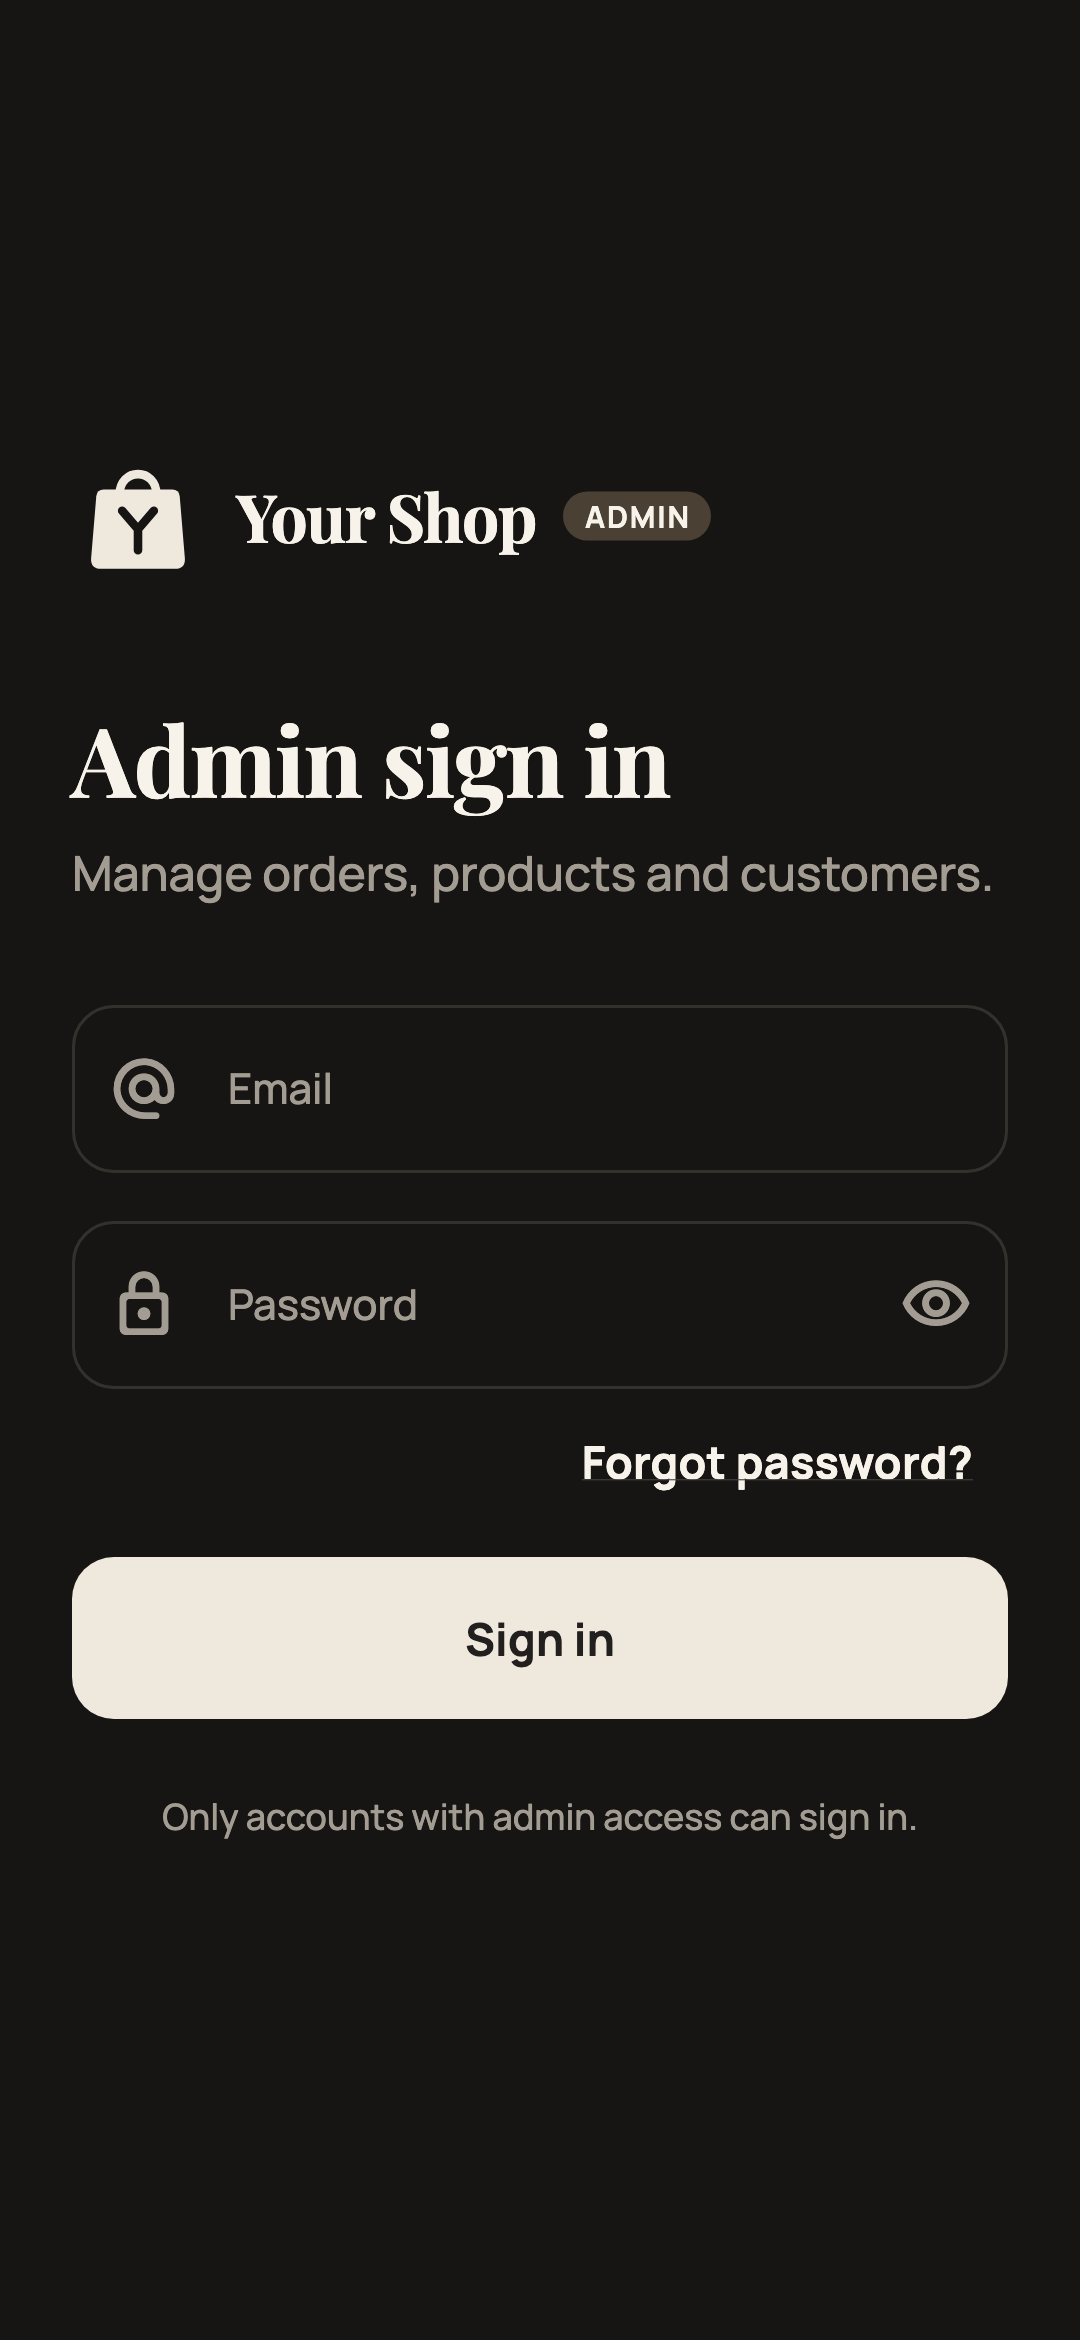 Y
Your Shop ADMIN
Admin sign in
Manage orders, products and customers.
Email
Password
Forgot password?
Sign in
Only accounts with admin access can sign in.